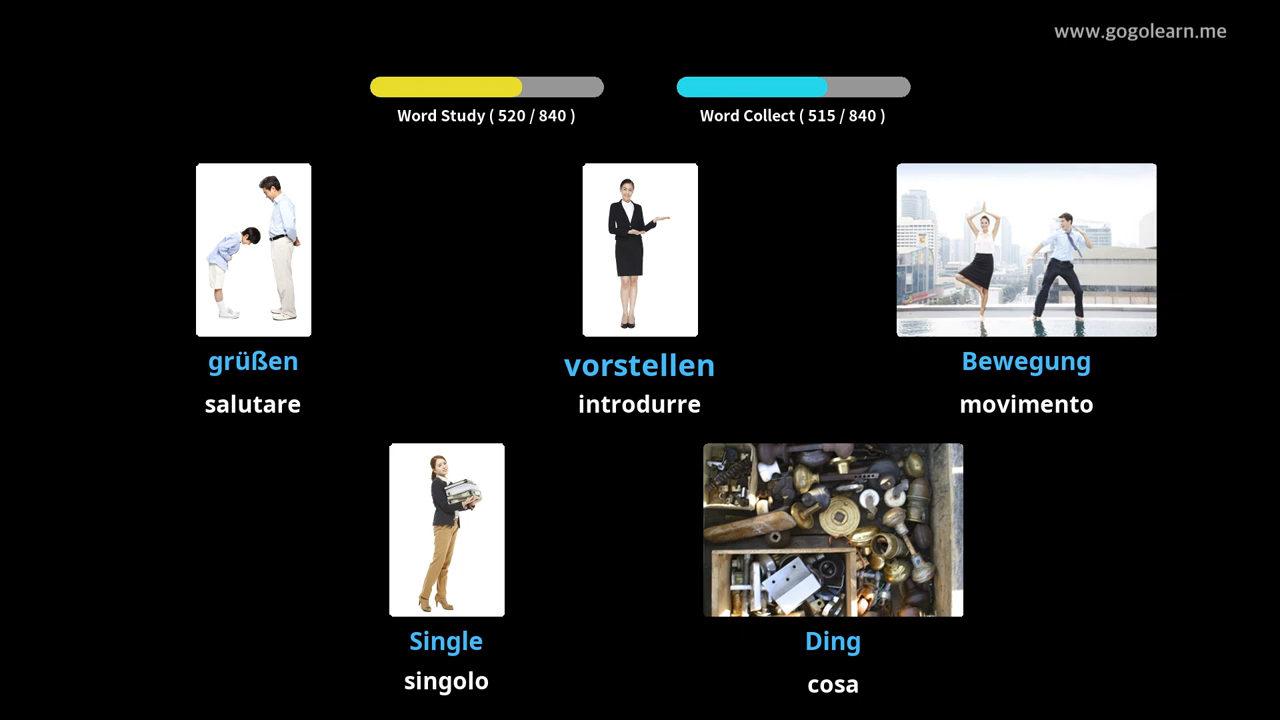 www.gogolearn.me
Word Study ( 520 / 840 )
Word Collect ( 515 / 840 )
grüßen
salutare
vorstellen
introdurre
Bewegung
movimento
Single
singolo
Ding
cosa